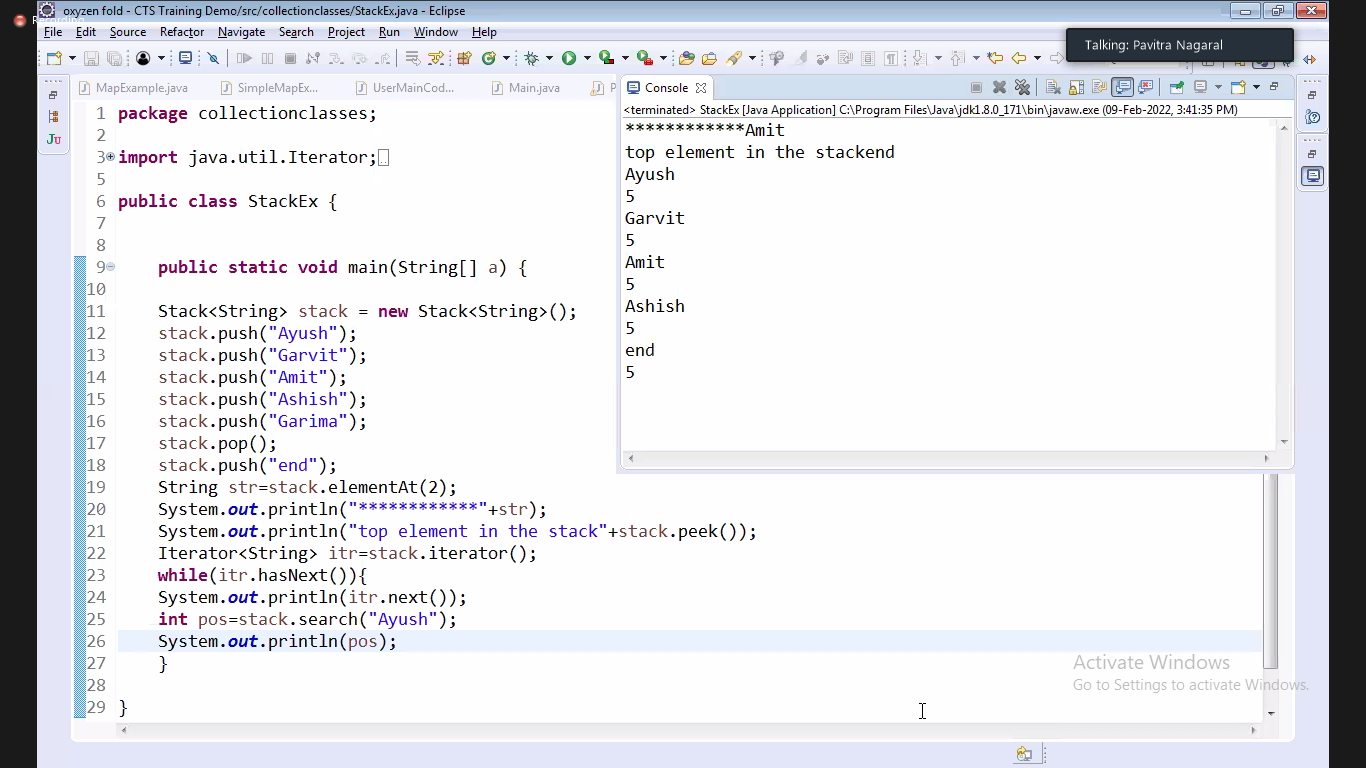 oxyzen fold - CTS Training Demo/src/collectionclasses/StackEx.java - Eclipse
File Edit Source Refactor Navigate Search Project Run Window Help
Talking: Pavitra Nagaral
MapExample.java SimpleMapEx... UserMainCod... Main.java
1 package collectionclasses;
2
3 import java.util.Iterator;
5
6 public class StackEx {
7
8
9 public static void main(String[] a) {
10
11 Stack<String> stack = new Stack<String>();
12 stack.push("Ayush");
13 stack.push("Garvit");
14 stack.push("Amit");
15 stack.push("Ashish");
16 stack.push("Garima");
17 stack.pop();
18 stack.push("end");
19 String str=stack.elementAt(2);
20 System.out.println("************"+str);
21 System.out.println("top element in the stack"+stack.peek());
22 Iterator<String> itr=stack.iterator();
23 while(itr.hasNext()){
24 System.out.println(itr.next());
25 int pos=stack.search("Ayush");
26 System.out.println(pos);
27 }
28
29 }
Console
<terminated> StackEx [Java Application] C:\Program Files\Java\jdk1.8.0_171\bin\javaw.exe (09-Feb-2022, 3:41:35 PM)
************Amit
top element in the stackend
Ayush
5
Garvit
5
Amit
5
Ashish
5
end
5
Activate Windows
Go to Settings to activate Windows.